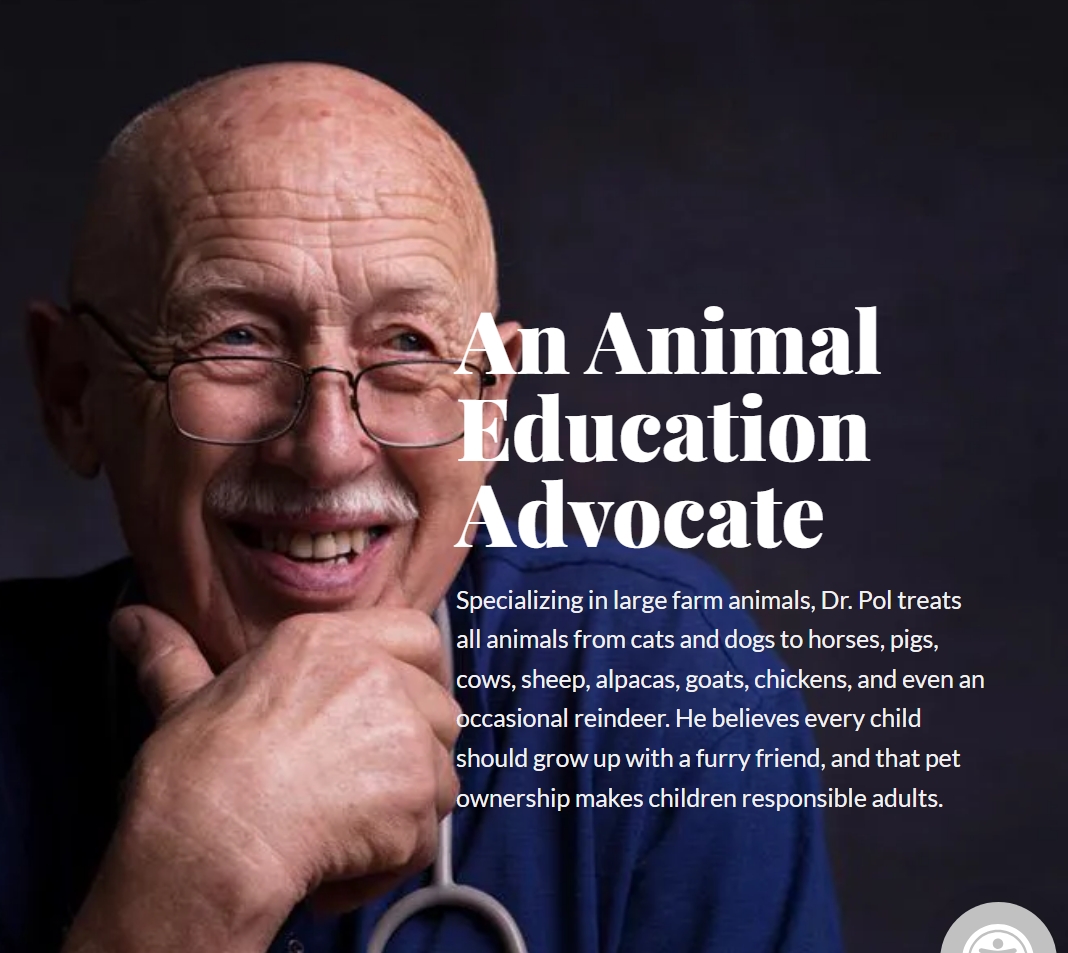 An Animal
Education
Advocate
Specializing in large farm animals, Dr. Pol treats
all animals from cats and dogs to horses, pigs,
cows, sheep, alpacas, goats, chickens, and even an
occasional reindeer. He believes every child
should grow up with a furry friend, and that pet
ownership makes children responsible adults.